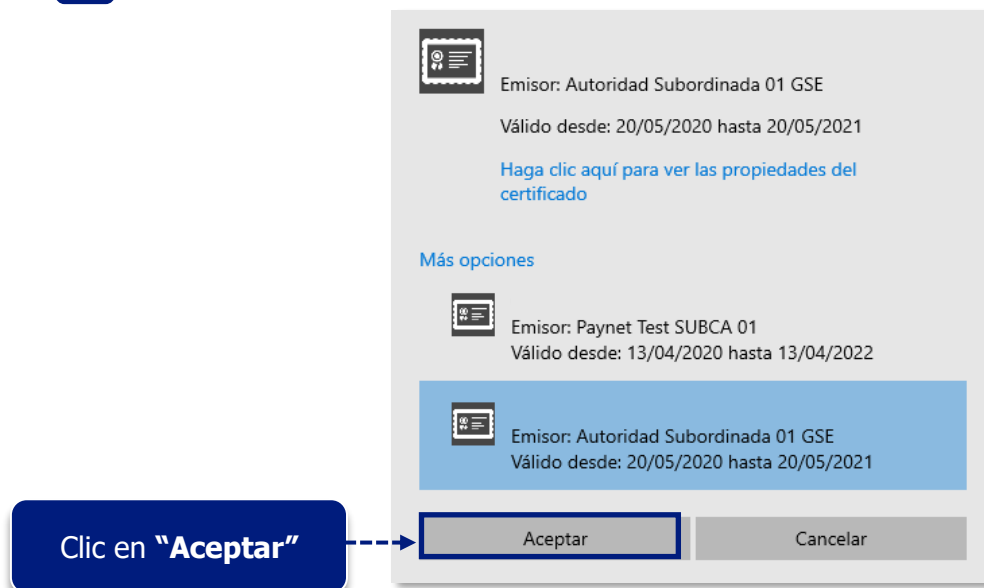 Emisor: Autoridad Subordinada 01 GSE
Válido desde: 20/05/2020 hasta 20/05/2021
Haga clic aquí para ver las propiedades del
certificado
Más opciones
Emisor: Paynet Test SUBCA 01
Válido desde: 13/04/2020 hasta 13/04/2022
Emisor: Autoridad Subordinada 01 GSE
Válido desde: 20/05/2020 hasta 20/05/2021
Clic en “Aceptar”
Aceptar
Cancelar